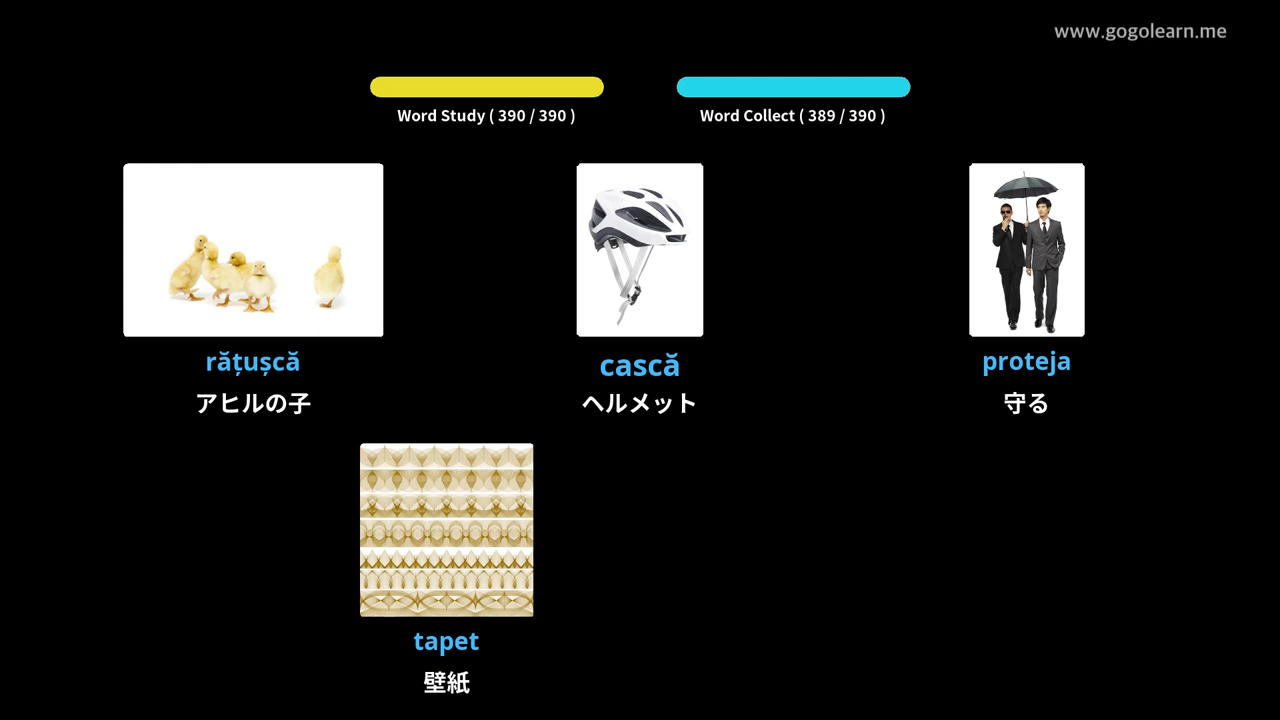 www.gogolearn.me
Word Study ( 390 / 390 )
Word Collect ( 389 / 390 )
rățușcă
cască
proteja
アヒルの子
ヘルメット
守る
tapet
壁紙